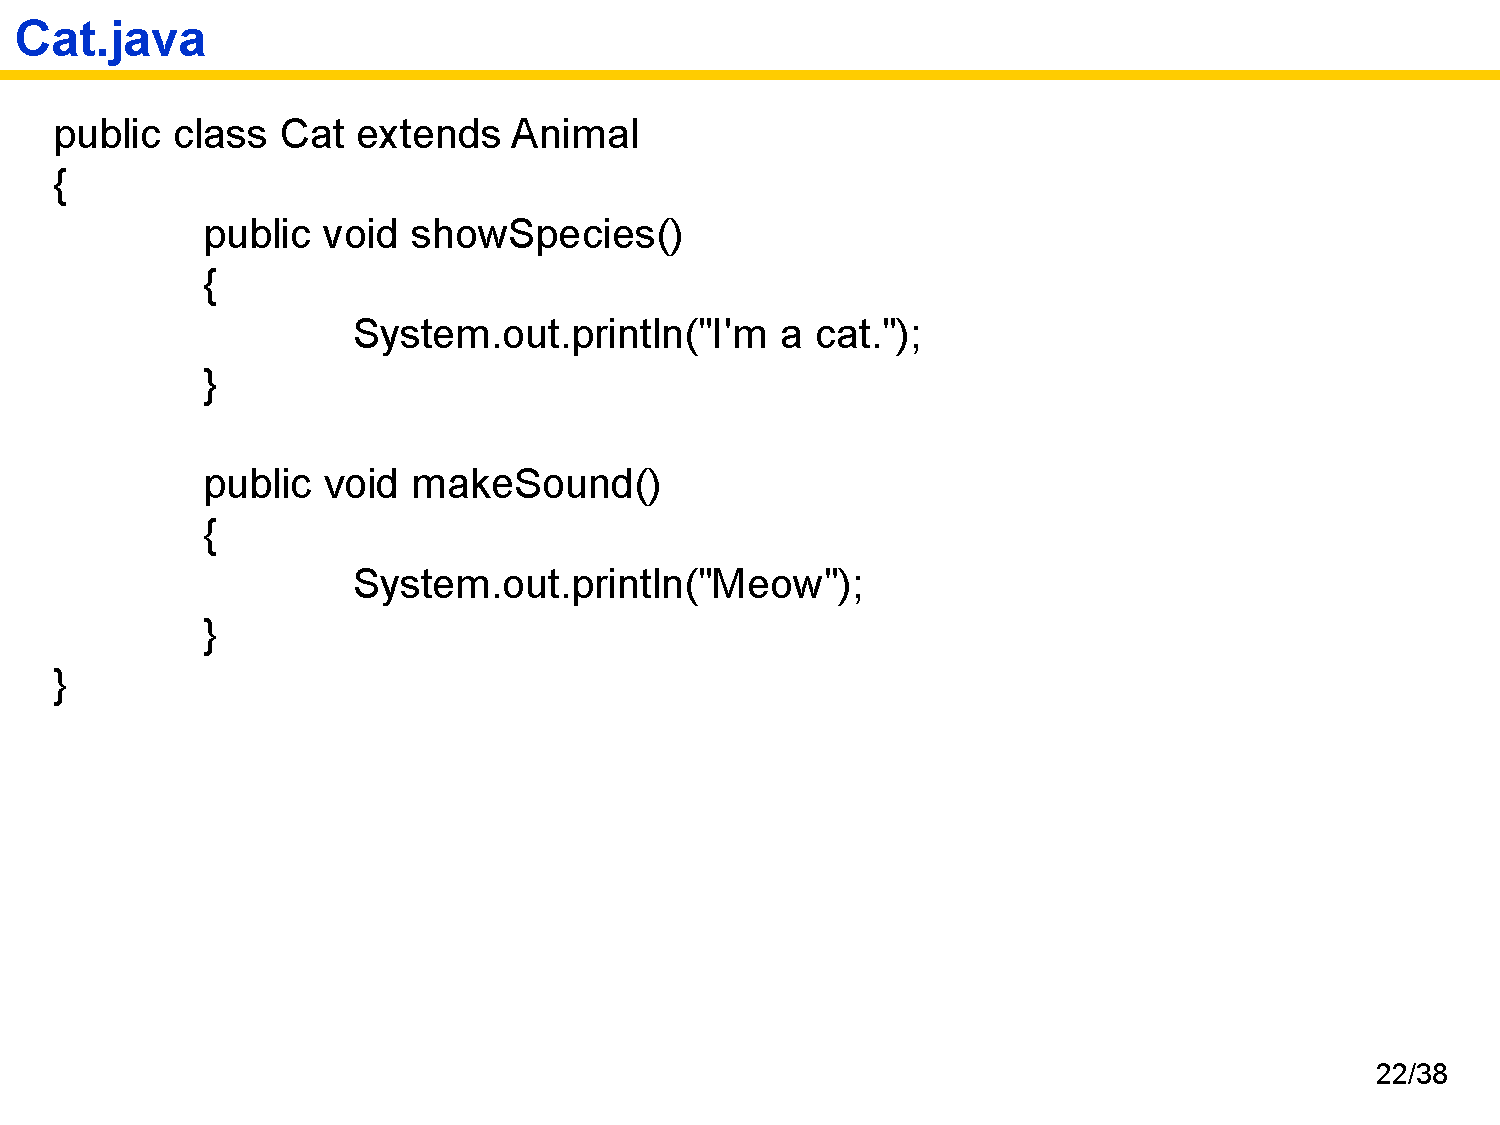 Cat.java
public class Cat extends Animal
{
public void showSpecies()
{
System.out.println("I'm a cat.");
}
public void makeSound()
{
System.out.println("Meow");
}
}
22/38